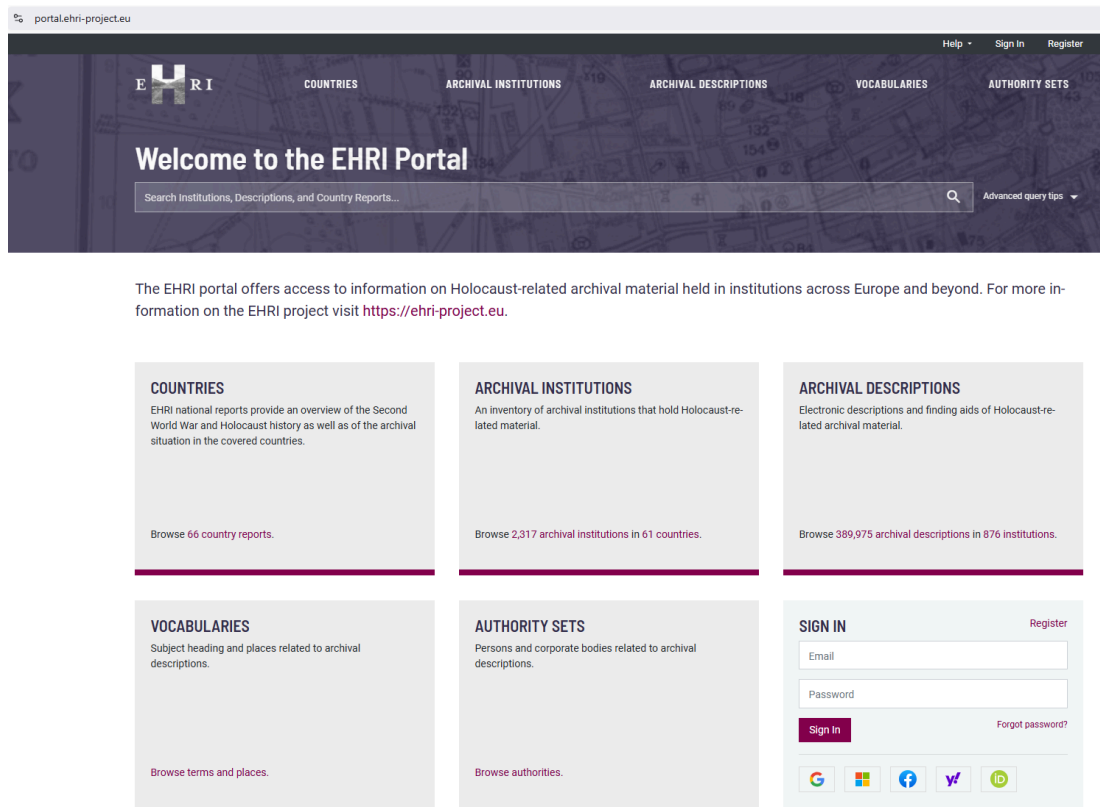 portal.ehri-project.eu
Help Sign In Register
E H RI COUNTRIES ARCHIVAL INSTITUTIONS ARCHIVAL DESCRIPTIONS VOCABULARIES AUTHORITY SETS
Welcome to the EHRI Portal
Search Institutions, Descriptions, and Country Reports... Advanced query tips
The EHRI portal offers access to information on Holocaust-related archival material held in institutions across Europe and beyond. For more in-
formation on the EHRI project visit https://ehri-project.eu.
COUNTRIES
EHRI national reports provide an overview of the Second
World War and Holocaust history as well as of the archival
situation in the covered countries.
Browse 66 country reports.
ARCHIVAL INSTITUTIONS
An inventory of archival institutions that hold Holocaust-re-
lated material.
Browse 2,317 archival institutions in 61 countries.
ARCHIVAL DESCRIPTIONS
Electronic descriptions and finding aids of Holocaust-re-
lated archival material.
Browse 389,975 archival descriptions in 876 institutions.
VOCABULARIES
Subject heading and places related to archival
descriptions.
Browse terms and places.
AUTHORITY SETS
Persons and corporate bodies related to archival
descriptions.
Browse authorities.
SIGN IN Register
Email
Password
Sign In Forgot password?
G f y! iD